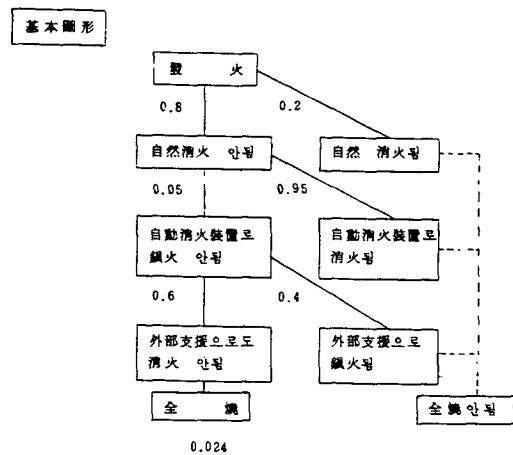 基本圖形
發火
0.8
0.2
自然消火 안됨
自然 消火됨
0.05
0.95
自動消火裝置로
鎭火 안됨
自動消火裝置로
消火됨
0.6
0.4
外部支援으로도
消火 안됨
外部支援으로
鎭火됨
全燒
全燒안됨
0.024